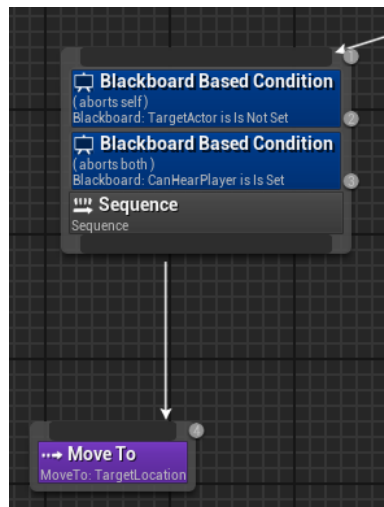 1
Blackboard Based Condition
( aborts self )
Blackboard: TargetActor is Is Not Set
2
Blackboard Based Condition
( aborts both )
Blackboard: CanHearPlayer is Is Set
3
Sequence
Sequence
4
Move To
MoveTo: TargetLocation